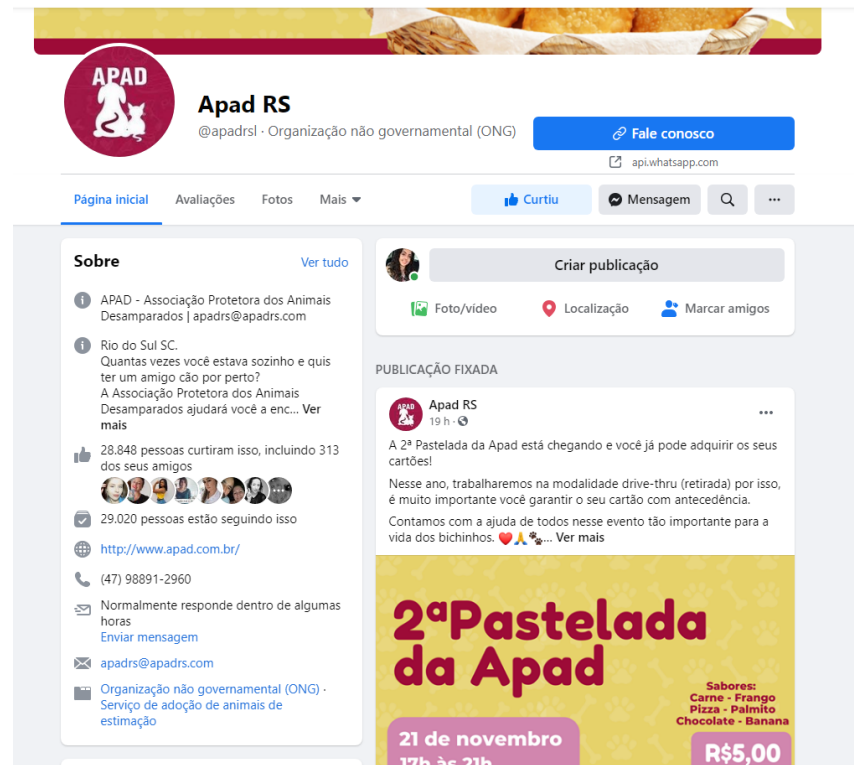 APAD
Apad RS
@apadrsl · Organização não governamental (ONG)
Fale conosco
api.whatsapp.com
Página inicial
Avaliações
Fotos
Mais
Curtiu
Mensagem
Sobre
Ver tudo
APAD - Associação Protetora dos Animais
Desamparados | apadrs@apadrs.com
Rio do Sul SC.
Quantas vezes você estava sozinho e quis
ter um amigo cão por perto?
A Associação Protetora dos Animais
Desamparados ajudará você a enc... Ver
mais
28.848 pessoas curtiram isso, incluindo 313
dos seus amigos
29.020 pessoas estão seguindo isso
http://www.apad.com.br/
(47) 98891-2960
Normalmente responde dentro de algumas
horas
Enviar mensagem
apadrs@apadrs.com
Organização não governamental (ONG) ·
Serviço de adoção de animais de
estimação
Criar publicação
Foto/vídeo
Localização
Marcar amigos
PUBLICAÇÃO FIXADA
APAD
Apad RS
19 h ·
A 2ª Pastelada da Apad está chegando e você já pode adquirir os seus
cartões!
Nesse ano, trabalharemos na modalidade drive-thru (retirada) por isso,
é muito importante você garantir o seu cartão com antecedência.
Contamos com a ajuda de todos nesse evento tão importante para a
vida dos bichinhos. ❤️🙏🐾... Ver mais
2ªPastelada
da Apad
Sabores:
Carne - Frango
Pizza - Palmito
Chocolate - Banana
21 de novembro
17h às 21h
R$5,00